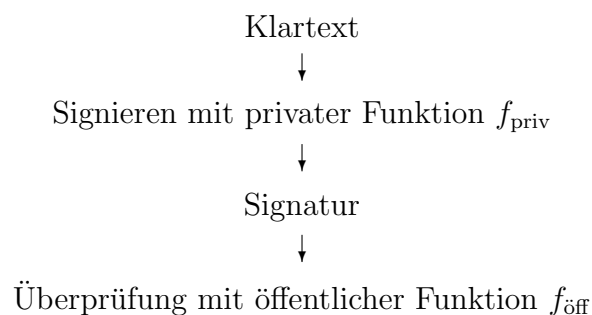 Klartext
Signieren mit privater Funktion f_priv
Signatur
Überprüfung mit öffentlicher Funktion f_öff